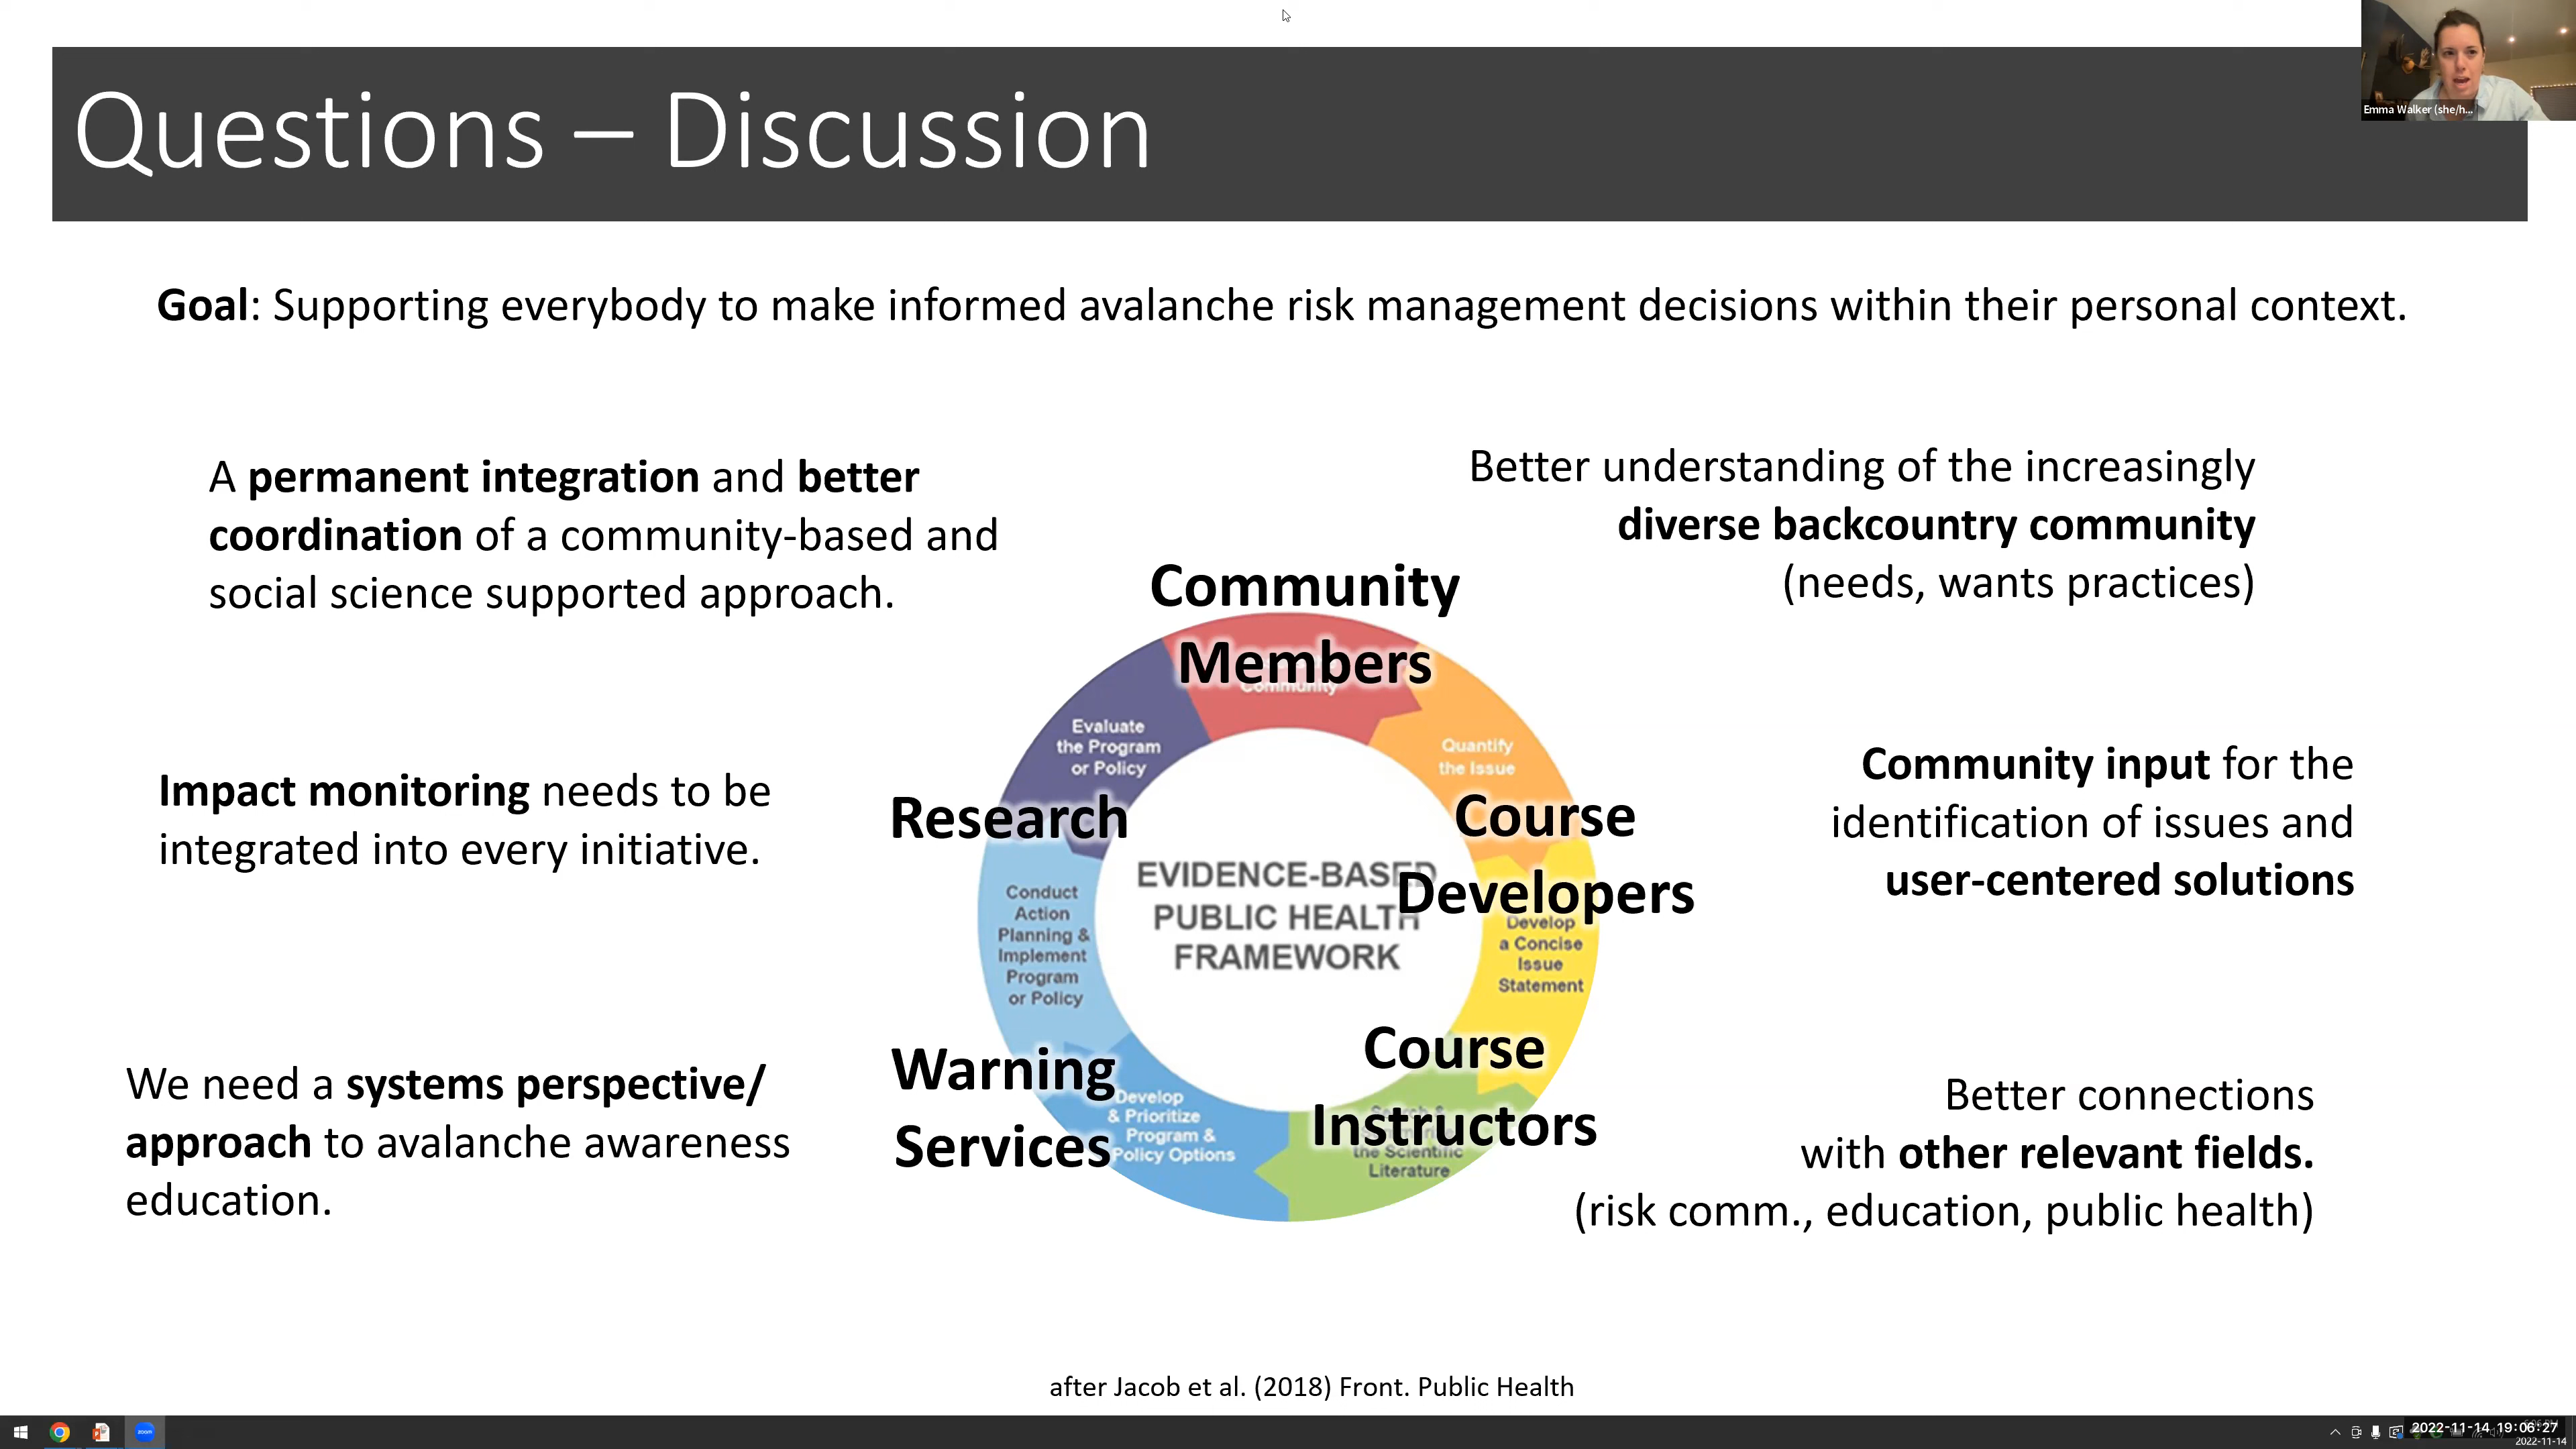 Emma Walker (she/h...
Questions – Discussion
Goal: Supporting everybody to make informed avalanche risk management decisions within their personal context.
A permanent integration and better
coordination of a community-based and
social science supported approach.
Better understanding of the increasingly
diverse backcountry community
(needs, wants practices)
Community
Members
Community
Evaluate
the Program
or Policy
Quantify
the Issue
Impact monitoring needs to be
integrated into every initiative.
Research
Course
Developers
Community input for the
identification of issues and
user-centered solutions
EVIDENCE-BASED
PUBLIC HEALTH
FRAMEWORK
Conduct
Action
Planning &
Implement
Program
or Policy
Develop
a Concise
Issue
Statement
We need a systems perspective/
approach to avalanche awareness
education.
Warning
Services
Develop
& Prioritize
Program &
Policy Options
Course
Instructors
the Scientific
Literature
Better connections
with other relevant fields.
(risk comm., education, public health)
after Jacob et al. (2018) Front. Public Health
zoom
2022-11-14 19:06:27
2022-11-14